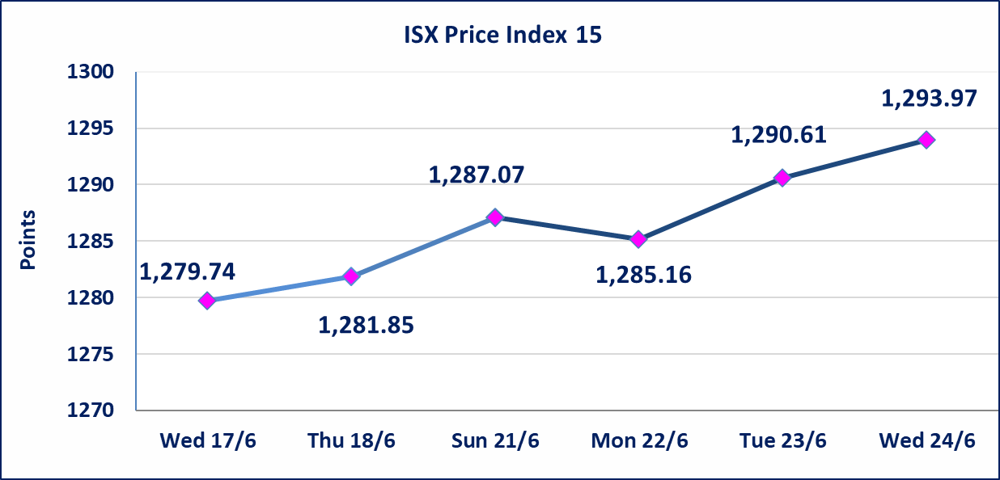 ISX Price Index 15
1300
1295
1290
1285
1280
1275
1270
Points
1,279.74
1,281.85
1,287.07
1,285.16
1,290.61
1,293.97
Wed 17/6
Thu 18/6
Sun 21/6
Mon 22/6
Tue 23/6
Wed 24/6